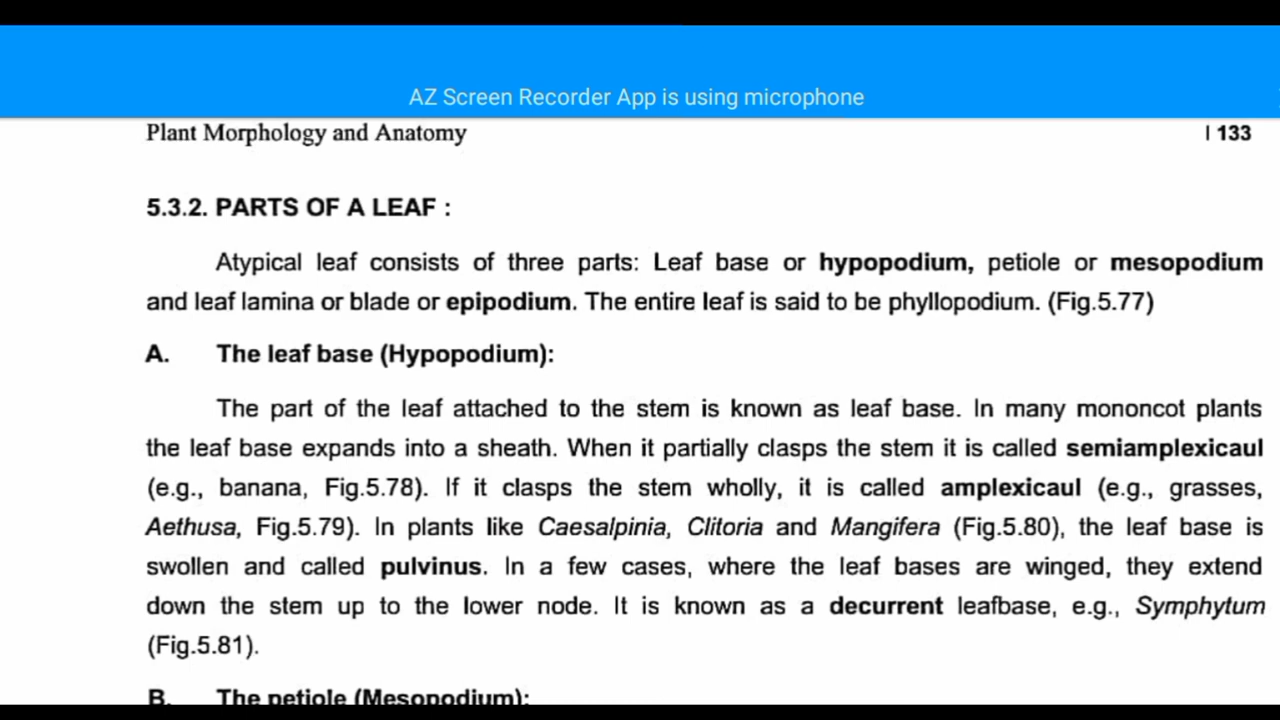 AZ Screen Recorder App is using microphone
Plant Morphology and Anatomy | 133
5.3.2. PARTS OF A LEAF :
Atypical leaf consists of three parts: Leaf base or hypopodium, petiole or mesopodium
and leaf lamina or blade or epipodium. The entire leaf is said to be phyllopodium. (Fig.5.77)
A. The leaf base (Hypopodium):
The part of the leaf attached to the stem is known as leaf base. In many mononcot plants
the leaf base expands into a sheath. When it partially clasps the stem it is called semiamplexicaul
(e.g., banana, Fig.5.78). If it clasps the stem wholly, it is called amplexicaul (e.g., grasses,
Aethusa, Fig.5.79). In plants like Caesalpinia, Clitoria and Mangifera (Fig.5.80), the leaf base is
swollen and called pulvinus. In a few cases, where the leaf bases are winged, they extend
down the stem up to the lower node. It is known as a decurrent leafbase, e.g., Symphytum
(Fig.5.81).
B. The petiole (Mesopodium):